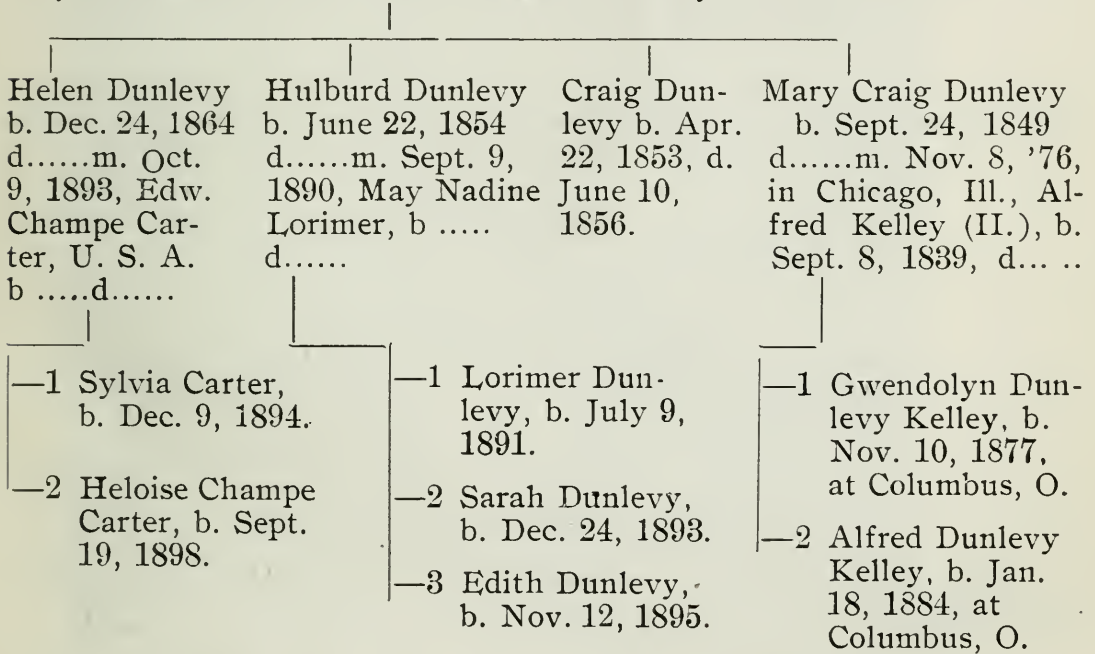 Helen Dunlevy
b. Dec. 24, 1864
d......m. Oct.
9, 1893, Edw.
Champe Car-
ter, U. S. A.
b .....d......
Hulburd Dunlevy
b. June 22, 1854
d......m. Sept. 9,
1890, May Nadine
Lorimer, b .....
d......
Craig Dun-
levy b. Apr.
22, 1853, d.
June 10,
1856.
Mary Craig Dunlevy
b. Sept. 24, 1849
d......m. Nov. 8, '76,
in Chicago, Ill., Al-
fred Kelley (II.), b.
Sept. 8, 1839, d... ..
—1 Sylvia Carter,
b. Dec. 9, 1894.
—2 Heloise Champe
Carter, b. Sept.
19, 1898.
—1 Lorimer Dun-
levy, b. July 9,
1891.
—2 Sarah Dunlevy,
b. Dec. 24, 1893.
—3 Edith Dunlevy,
b. Nov. 12, 1895.
—1 Gwendolyn Dun-
levy Kelley, b.
Nov. 10, 1877,
at Columbus, O.
—2 Alfred Dunlevy
Kelley, b. Jan.
18, 1884, at
Columbus, O.